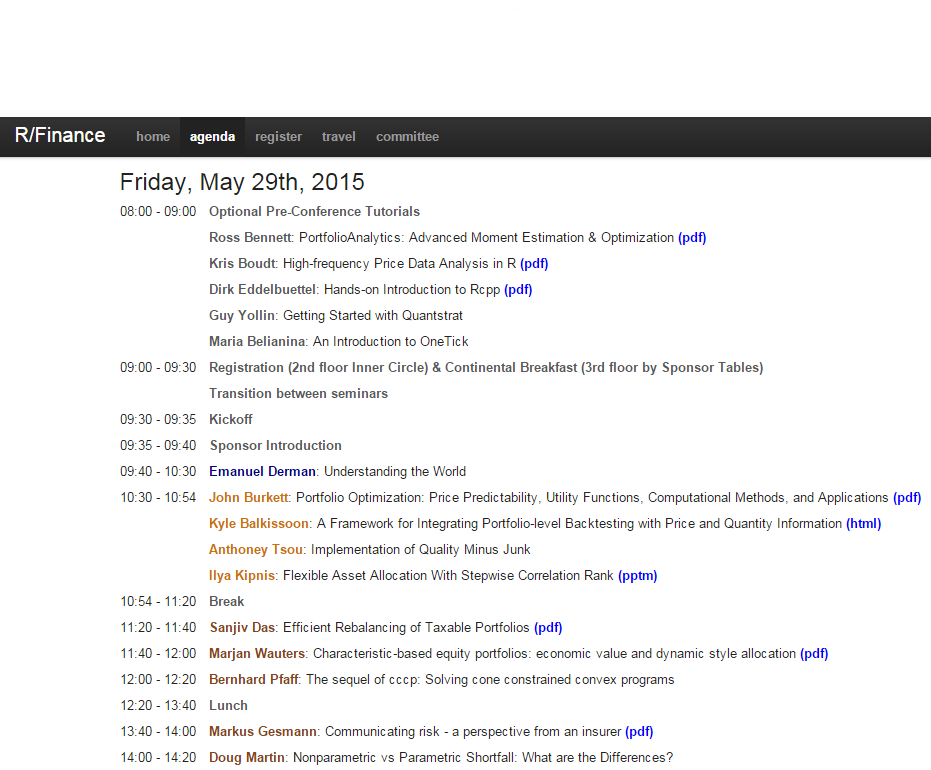 R/Finance home agenda register travel committee
Friday, May 29th, 2015
08:00 - 09:00 Optional Pre-Conference Tutorials
Ross Bennett: PortfolioAnalytics: Advanced Moment Estimation & Optimization (pdf)
Kris Boudt: High-frequency Price Data Analysis in R (pdf)
Dirk Eddelbuettel: Hands-on Introduction to Rcpp (pdf)
Guy Yollin: Getting Started with Quantstrat
Maria Belianina: An Introduction to OneTick
09:00 - 09:30 Registration (2nd floor Inner Circle) & Continental Breakfast (3rd floor by Sponsor Tables)
Transition between seminars
09:30 - 09:35 Kickoff
09:35 - 09:40 Sponsor Introduction
09:40 - 10:30 Emanuel Derman: Understanding the World
10:30 - 10:54 John Burkett: Portfolio Optimization: Price Predictability, Utility Functions, Computational Methods, and Applications (pdf)
Kyle Balkissoon: A Framework for Integrating Portfolio-level Backtesting with Price and Quantity Information (html)
Anthoney Tsou: Implementation of Quality Minus Junk
Ilya Kipnis: Flexible Asset Allocation With Stepwise Correlation Rank (pptm)
10:54 - 11:20 Break
11:20 - 11:40 Sanjiv Das: Efficient Rebalancing of Taxable Portfolios (pdf)
11:40 - 12:00 Marjan Wauters: Characteristic-based equity portfolios: economic value and dynamic style allocation (pdf)
12:00 - 12:20 Bernhard Pfaff: The sequel of cccp: Solving cone constrained convex programs
12:20 - 13:40 Lunch
13:40 - 14:00 Markus Gesmann: Communicating risk - a perspective from an insurer (pdf)
14:00 - 14:20 Doug Martin: Nonparametric vs Parametric Shortfall: What are the Differences?